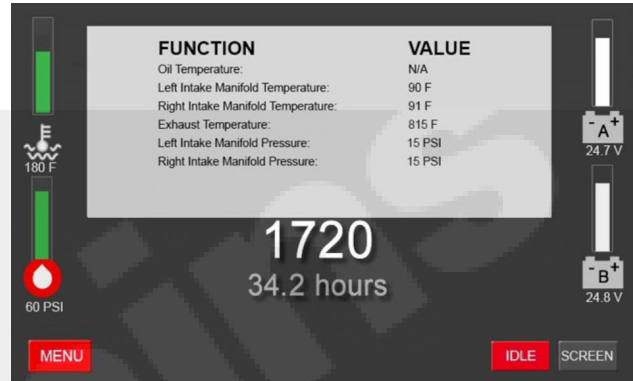 FUNCTION VALUE
Oil Temperature: N/A
Left Intake Manifold Temperature: 90 F
Right Intake Manifold Temperature: 91 F
Exhaust Temperature: 815 F
Left Intake Manifold Pressure: 15 PSI
Right Intake Manifold Pressure: 15 PSI
180 F
- A +
24.7 V
1720
34.2 hours
60 PSI
- B +
24.8 V
MENU IDLE SCREEN